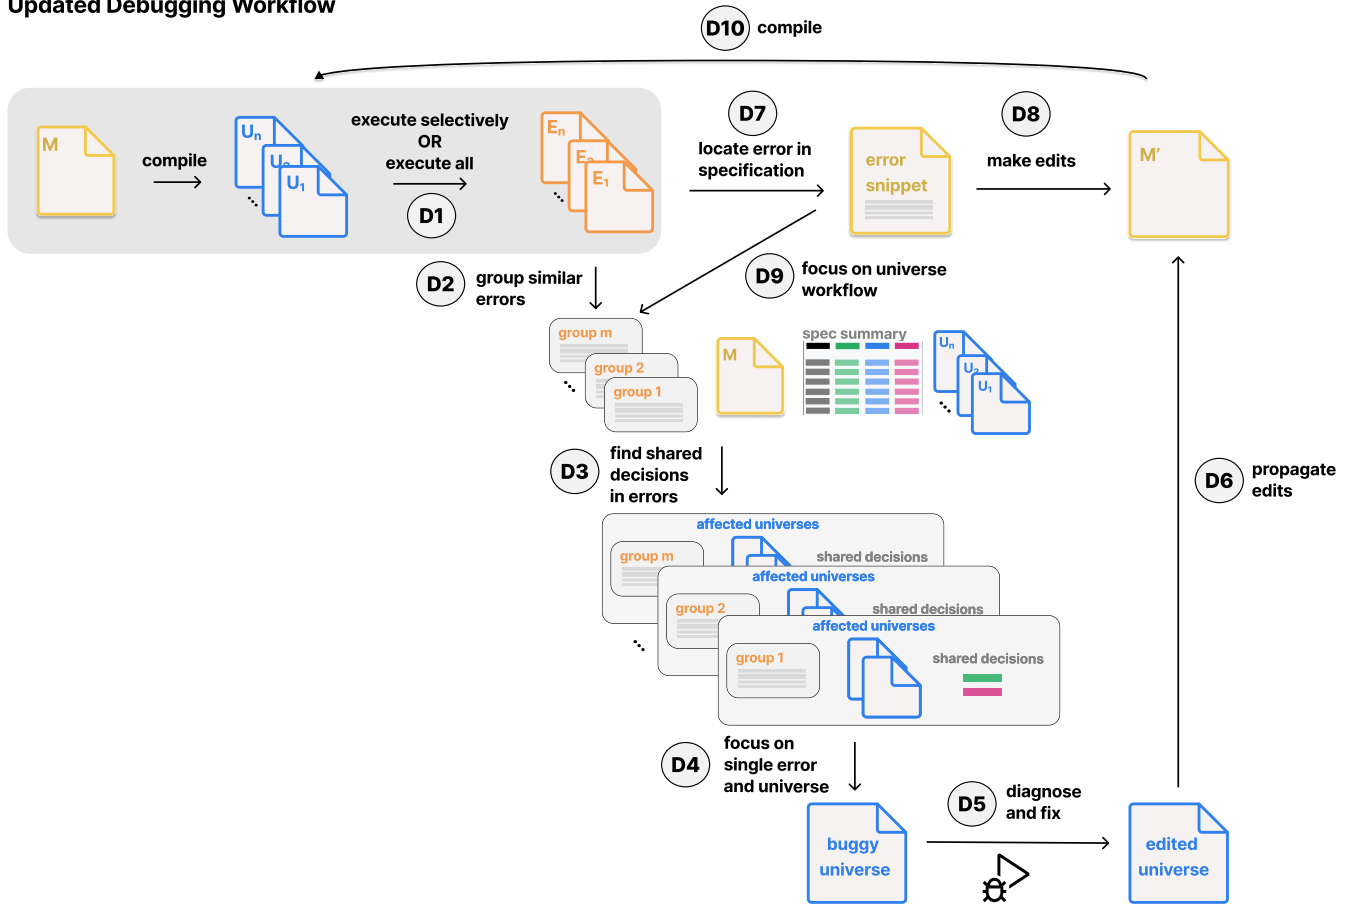 Updated Debugging Workflow
D10 compile
M
compile
Un
U1
execute selectively
OR
execute all
D1
En
E1
D7
locate error in
specification
error
snippet
D8
make edits
M'
D2
group similar
errors
D9
focus on universe
workflow
group m
group 2
group 1
M
spec summary
Un
U1
D3
find shared
decisions
in errors
D6
propagate
edits
affected universes
group m
shared decisions
affected universes
group 2
shared decisions
affected universes
group 1
shared decisions
D4
focus on
single error
and universe
D5
diagnose
and fix
buggy
universe
edited
universe